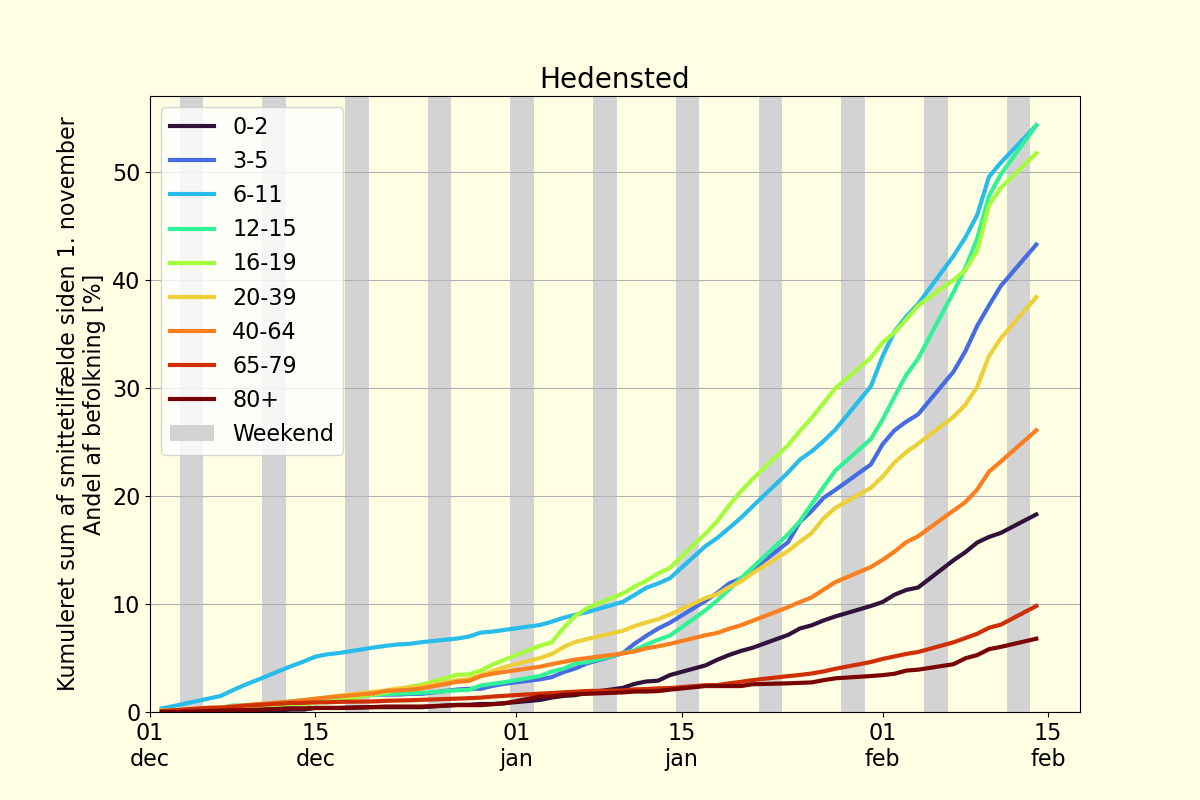 Hedensted
Kumuleret sum af smittetilfælde siden 1. november
Andel af befolkning [%]
50
40
30
20
10
0
0-2
3-5
6-11
12-15
16-19
20-39
40-64
65-79
80+
Weekend
01 15 01 15 01 15
dec dec jan jan feb feb